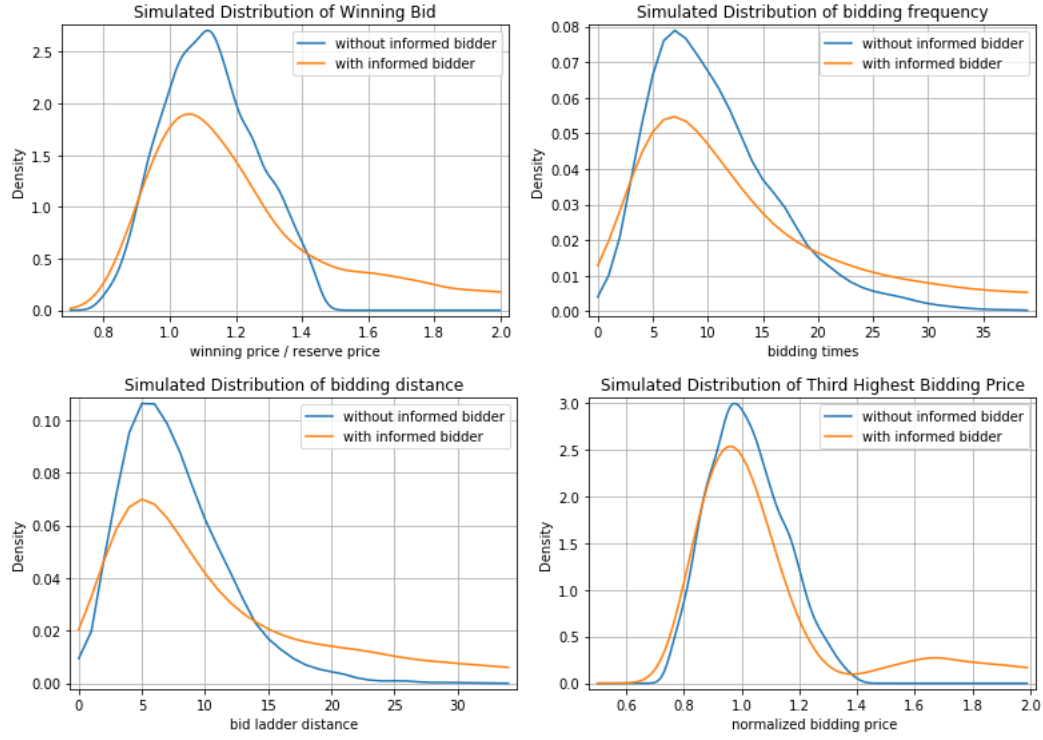 Simulated Distribution of Winning Bid
without informed bidder
with informed bidder
Density
2.5
2.0
1.5
1.0
0.5
0.0
0.8 1.0 1.2 1.4 1.6 1.8 2.0
winning price / reserve price
Simulated Distribution of bidding frequency
without informed bidder
with informed bidder
Density
0.08
0.07
0.06
0.05
0.04
0.03
0.02
0.01
0.00
0 5 10 15 20 25 30 35
bidding times
Simulated Distribution of bidding distance
without informed bidder
with informed bidder
Density
0.10
0.08
0.06
0.04
0.02
0.00
0 5 10 15 20 25 30
bid ladder distance
Simulated Distribution of Third Highest Bidding Price
without informed bidder
with informed bidder
Density
3.0
2.5
2.0
1.5
1.0
0.5
0.0
0.6 0.8 1.0 1.2 1.4 1.6 1.8 2.0
normalized bidding price